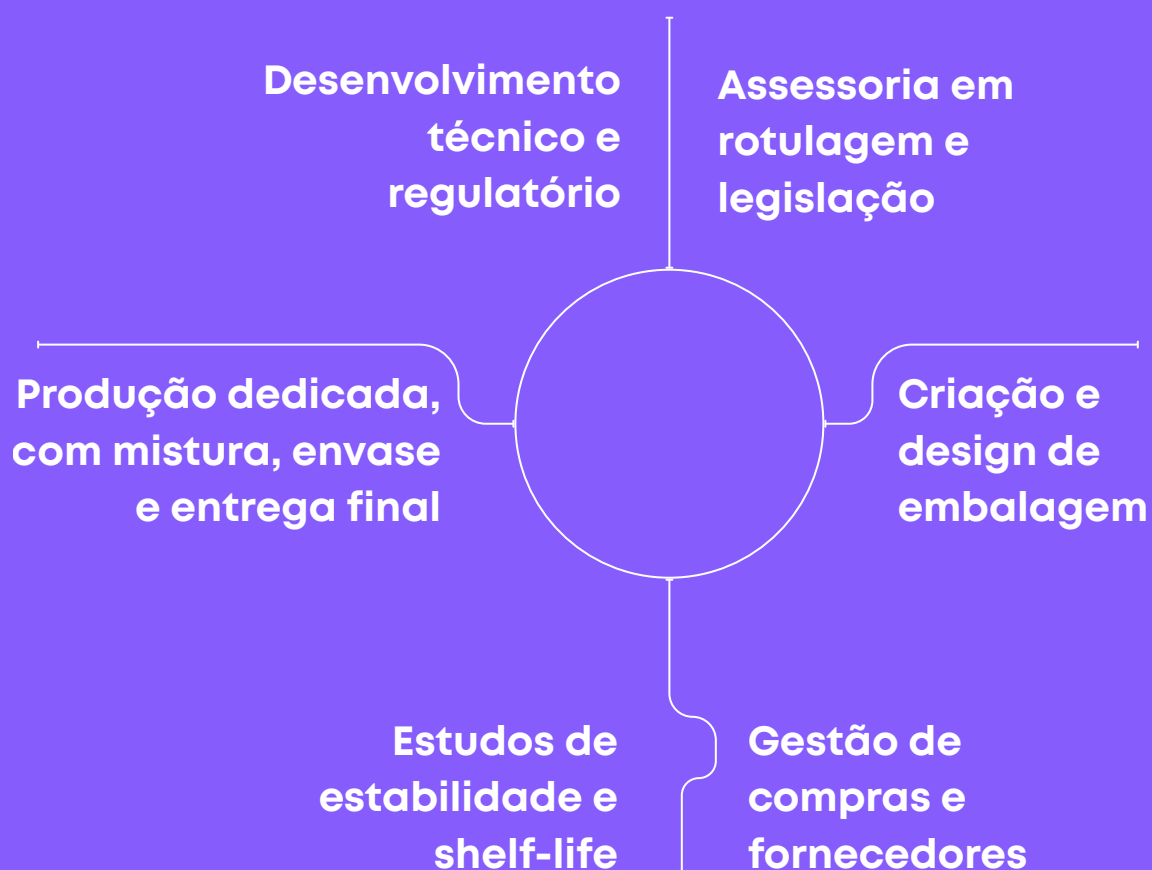 Desenvolvimento
técnico e
regulatório
Assessoria em
rotulagem e
legislação
Produção dedicada,
com mistura, envase
e entrega final
Criação e
design de
embalagem
Estudos de
estabilidade e
shelf-life
Gestão de
compras e
fornecedores